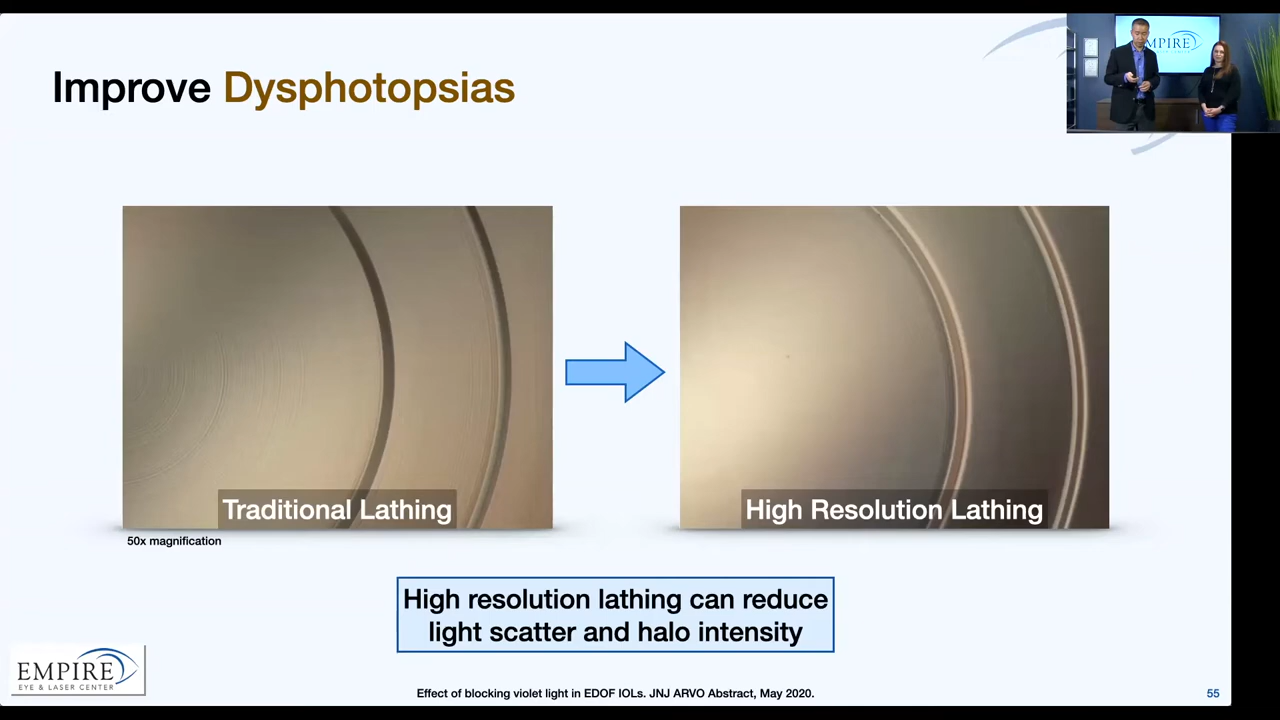 Improve Dysphotopsias
Traditional Lathing
High Resolution Lathing
50x magnification
High resolution lathing can reduce
light scatter and halo intensity
EMPIRE
EYE & LASER CENTER
Effect of blocking violet light in EDOF IOLs. JNJ ARVO Abstract, May 2020.
55